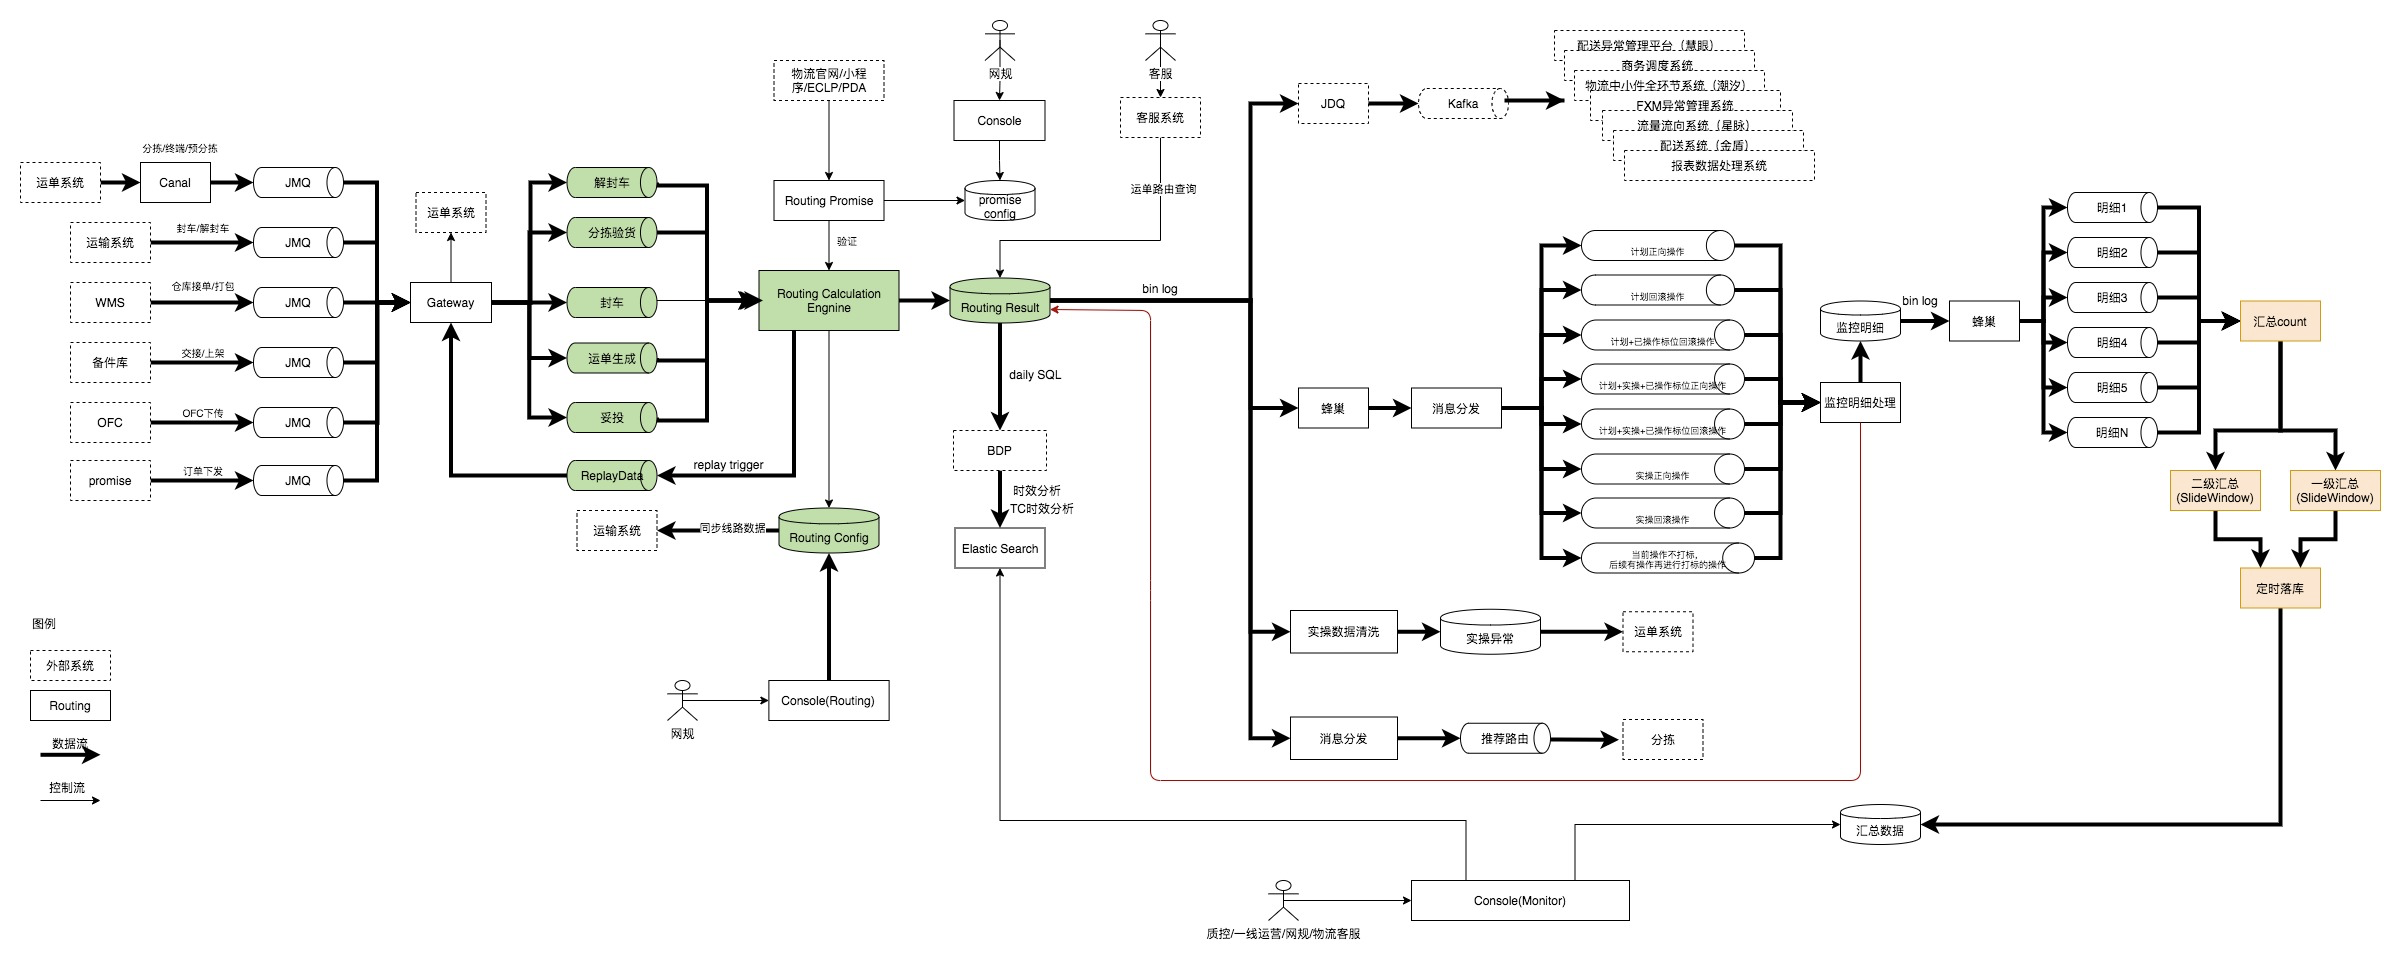 分拣/终端/预分拣
运单系统
Canal
JMQ
运输系统
封车/解封车
JMQ
WMS
仓库接单/打包
JMQ
备件库
交接/上架
JMQ
OFC
OFC下传
JMQ
promise
订单下发
JMQ
运单系统
Gateway
解封车
分拣验货
封车
运单生成
妥投
ReplayData
replay trigger
物流官网/小程
序/ECLP/PDA
Routing Promise
验证
Routing Calculation
Engnine
网规
Console
promise
config
客服
客服系统
运单路由查询
Routing Result
bin log
daily SQL
BDP
时效分析
TC时效分析
Elastic Search
运输系统
同步线路数据
Routing Config
网规
Console(Routing)
JDQ
Kafka
配送异常管理平台（慧眼）
商务调度系统
物流中小件全环节系统（潮汐）
EXM异常管理系统
流量流向系统（星脉）
配送系统（金盾）
报表数据处理系统
蜂巢
消息分发
计划正向操作
计划回滚操作
计划+已操作标位回滚操作
计划+实操+已操作标位正向操作
计划+实操+已操作标位回滚操作
实操正向操作
实操回滚操作
当前操作不打标，
后续有操作再进行打标的操作
监控明细
监控明细处理
bin log
蜂巢
明细1
明细2
明细3
明细4
明细5
明细N
汇总count
二级汇总
(SlideWindow)
一级汇总
(SlideWindow)
定时落库
实操数据清洗
实操异常
运单系统
消息分发
推荐路由
分拣
汇总数据
Console(Monitor)
质控/一线运营/网规/物流客服
图例
外部系统
Routing
数据流
控制流